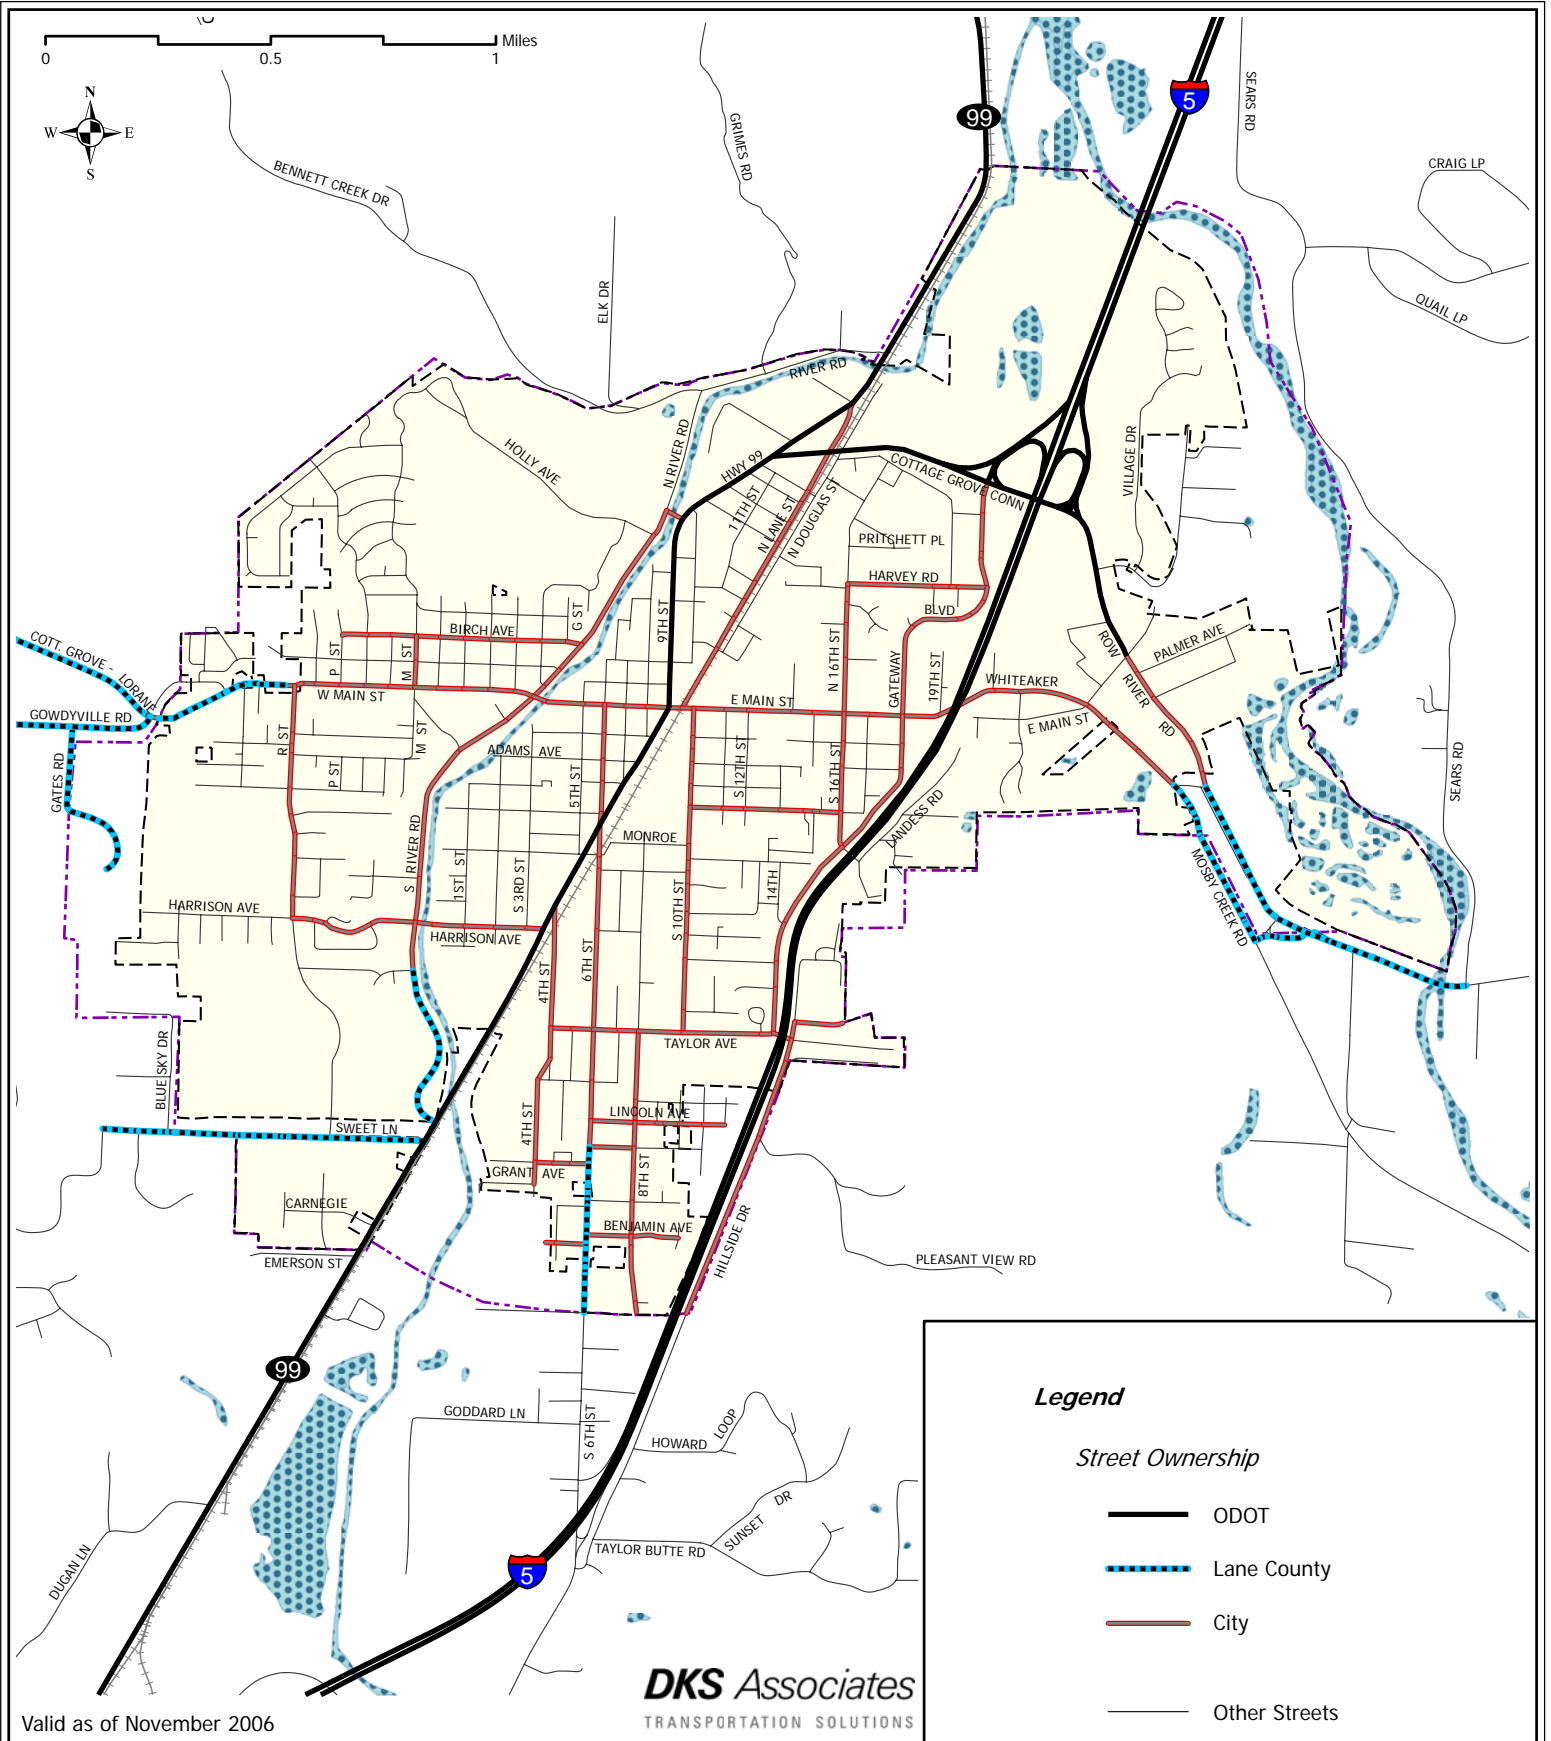 Miles
0
0.5
1
N
W
E
S
99
5
SEARS RD
GRIMES RD
BENNETT CREEK DR
CRAIG LP
QUAIL LP
ELK DR
RIVER RD
N RIVER RD
HOLLY AVE
HWY 99
COTTAGE GROVE CONN
VILLAGE DR
11TH ST
N LANE ST
N DOUGLAS ST
PRITCHETT PL
HARVEY RD
BLVD
GATEWAY
9TH ST
G ST
BIRCH AVE
P ST
M ST
N 16TH ST
19TH ST
WHITEAKER
ROW
RIVER
RD
PALMER AVE
COTT. GROVE -
LORANE
GOWDYVILLE RD
W MAIN ST
E MAIN ST
E MAIN ST
GATES RD
R ST
P ST
M ST
ADAMS AVE
5TH ST
S 12TH ST
S 16TH ST
LANDESS RD
MONROE
SEARS RD
S RIVER RD
1ST ST
S 3RD ST
S 10TH ST
14TH
MOSBY CREEK RD
HARRISON AVE
HARRISON AVE
4TH ST
6TH ST
TAYLOR AVE
BLUE SKY DR
SWEET LN
4TH ST
LINCOLN AVE
GRANT AVE
8TH ST
CARNEGIE
BENJAMIN AVE
HILLSIDE DR
EMERSON ST
PLEASANT VIEW RD
99
GODDARD LN
S 6TH ST
HOWARD
LOOP
SUNSET
DR
TAYLOR BUTTE RD
DUGAN LN
5
Legend
Street Ownership
ODOT
Lane County
City
Other Streets
DKS Associates
TRANSPORTATION SOLUTIONS
Valid as of November 2006